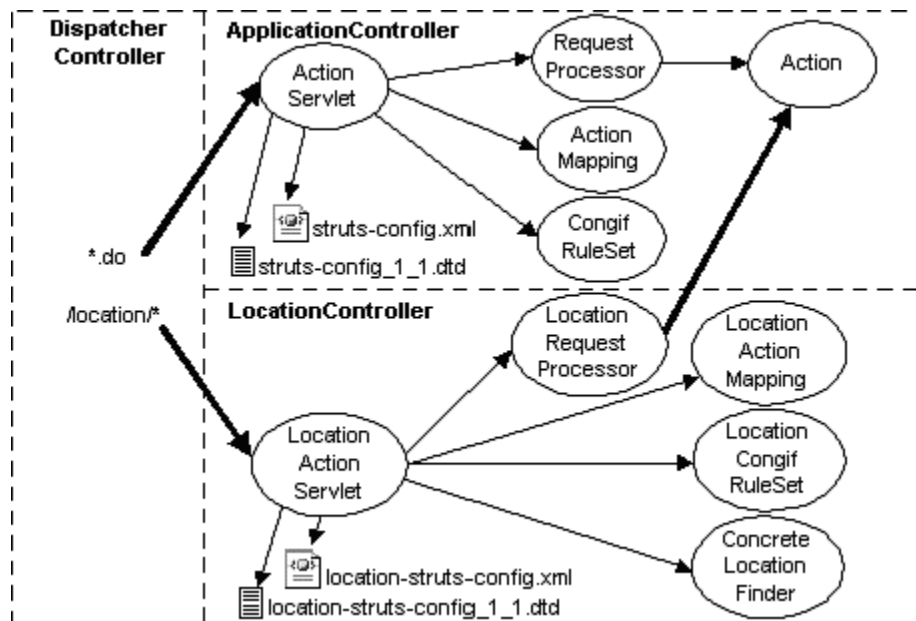 Dispatcher
Controller
ApplicationController
Action
Servlet
Request
Processor
Action
Action
Mapping
Congif
RuleSet
struts-config.xml
struts-config_1_1.dtd
*.do
/location/*
LocationController
Location
Request
Processor
Location
Action
Mapping
Location
Action
Servlet
Location
Congif
RuleSet
Concrete
Location
Finder
location-struts-config.xml
location-struts-config_1_1.dtd